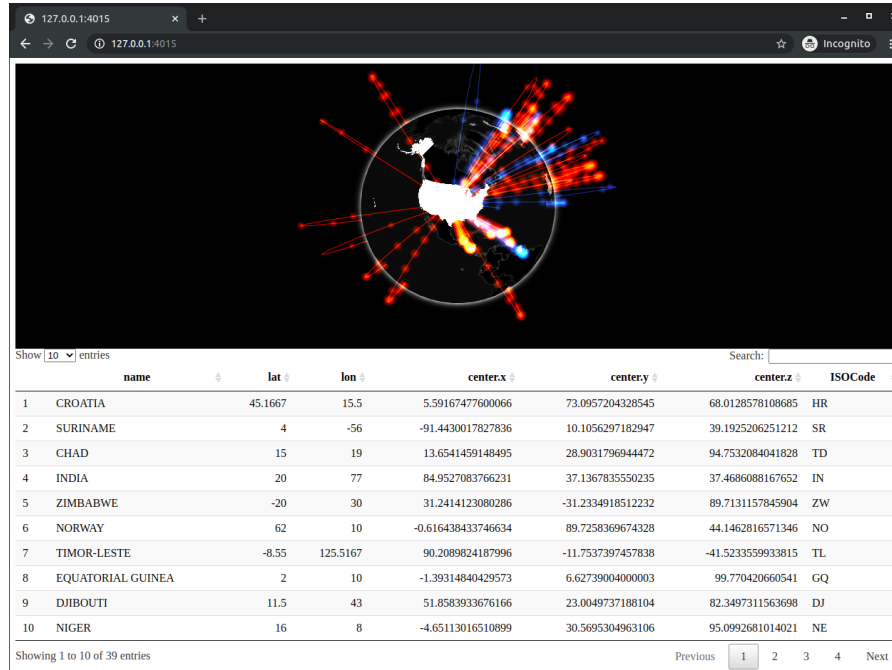 127.0.0.1:4015
127.0.0.1:4015 Incognito
Show 10 entries Search:
name lat lon center.x center.y center.z ISOCode
1 CROATIA 45.1667 15.5 5.59167477600066 73.0957204328545 68.0128578108685 HR
2 SURINAME 4 -56 -91.4430017827836 10.1056297182947 39.1925206251212 SR
3 CHAD 15 19 13.6541459148485 28.9031796944472 94.7532084041828 TD
4 INDIA 20 77 84.9527083766231 37.1367835550235 37.4686088167652 IN
5 ZIMBABWE -20 30 31.2414123080286 -31.2334918512232 89.7131157845904 ZW
6 NORWAY 62 10 -0.616438433746634 89.7258369674328 44.1462816571346 NO
7 TIMOR-LESTE -8.55 125.5167 90.2089824187996 -11.7537397457838 -41.5233559933815 TL
8 EQUATORIAL GUINEA 2 10 -1.39314840429573 6.62739004000003 99.770420660541 GQ
9 DJIBOUTI 11.5 43 51.8583933676166 23.0049737188104 82.3497311563698 DJ
10 NIGER 16 8 -4.65113016510899 30.5695304963106 95.0992681014021 NE
Showing 1 to 10 of 39 entries Previous 1 2 3 4 Next